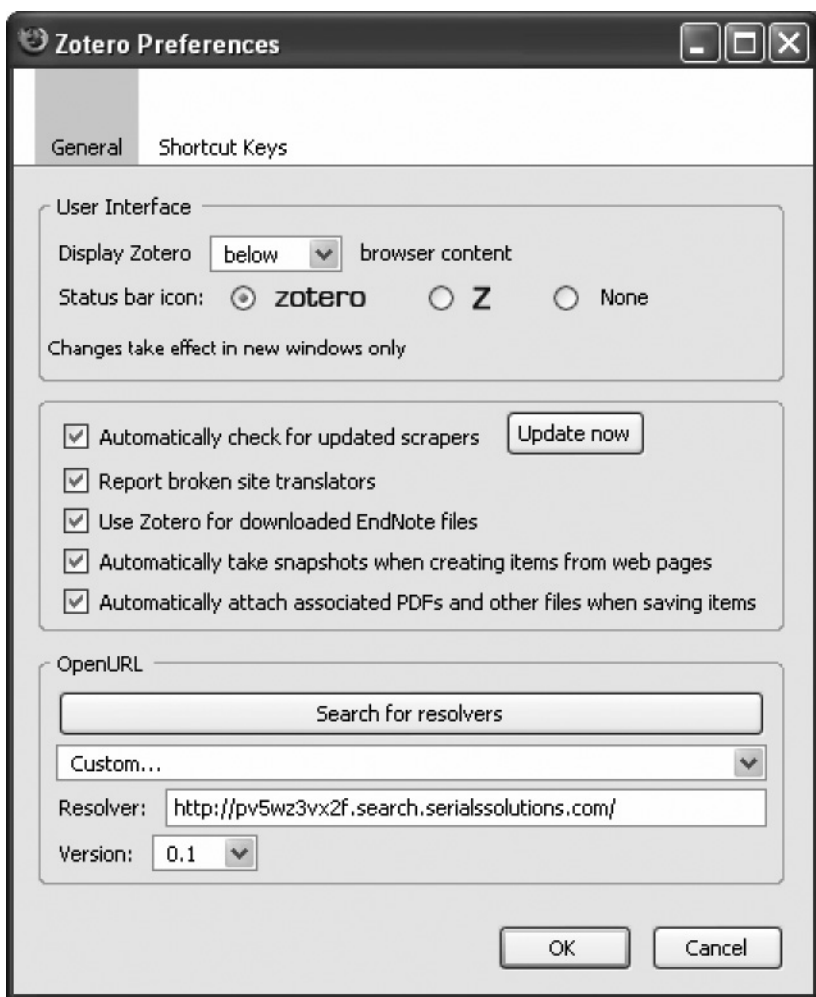 Zotero Preferences
General Shortcut Keys
User Interface
Display Zotero below browser content
Status bar icon: zotero Z None
Changes take effect in new windows only
Automatically check for updated scrapers Update now
Report broken site translators
Use Zotero for downloaded EndNote files
Automatically take snapshots when creating items from web pages
Automatically attach associated PDFs and other files when saving items
OpenURL
Search for resolvers
Custom...
Resolver: http://pv5wz3vx2f.search.serialssolutions.com/
Version: 0.1
OK Cancel